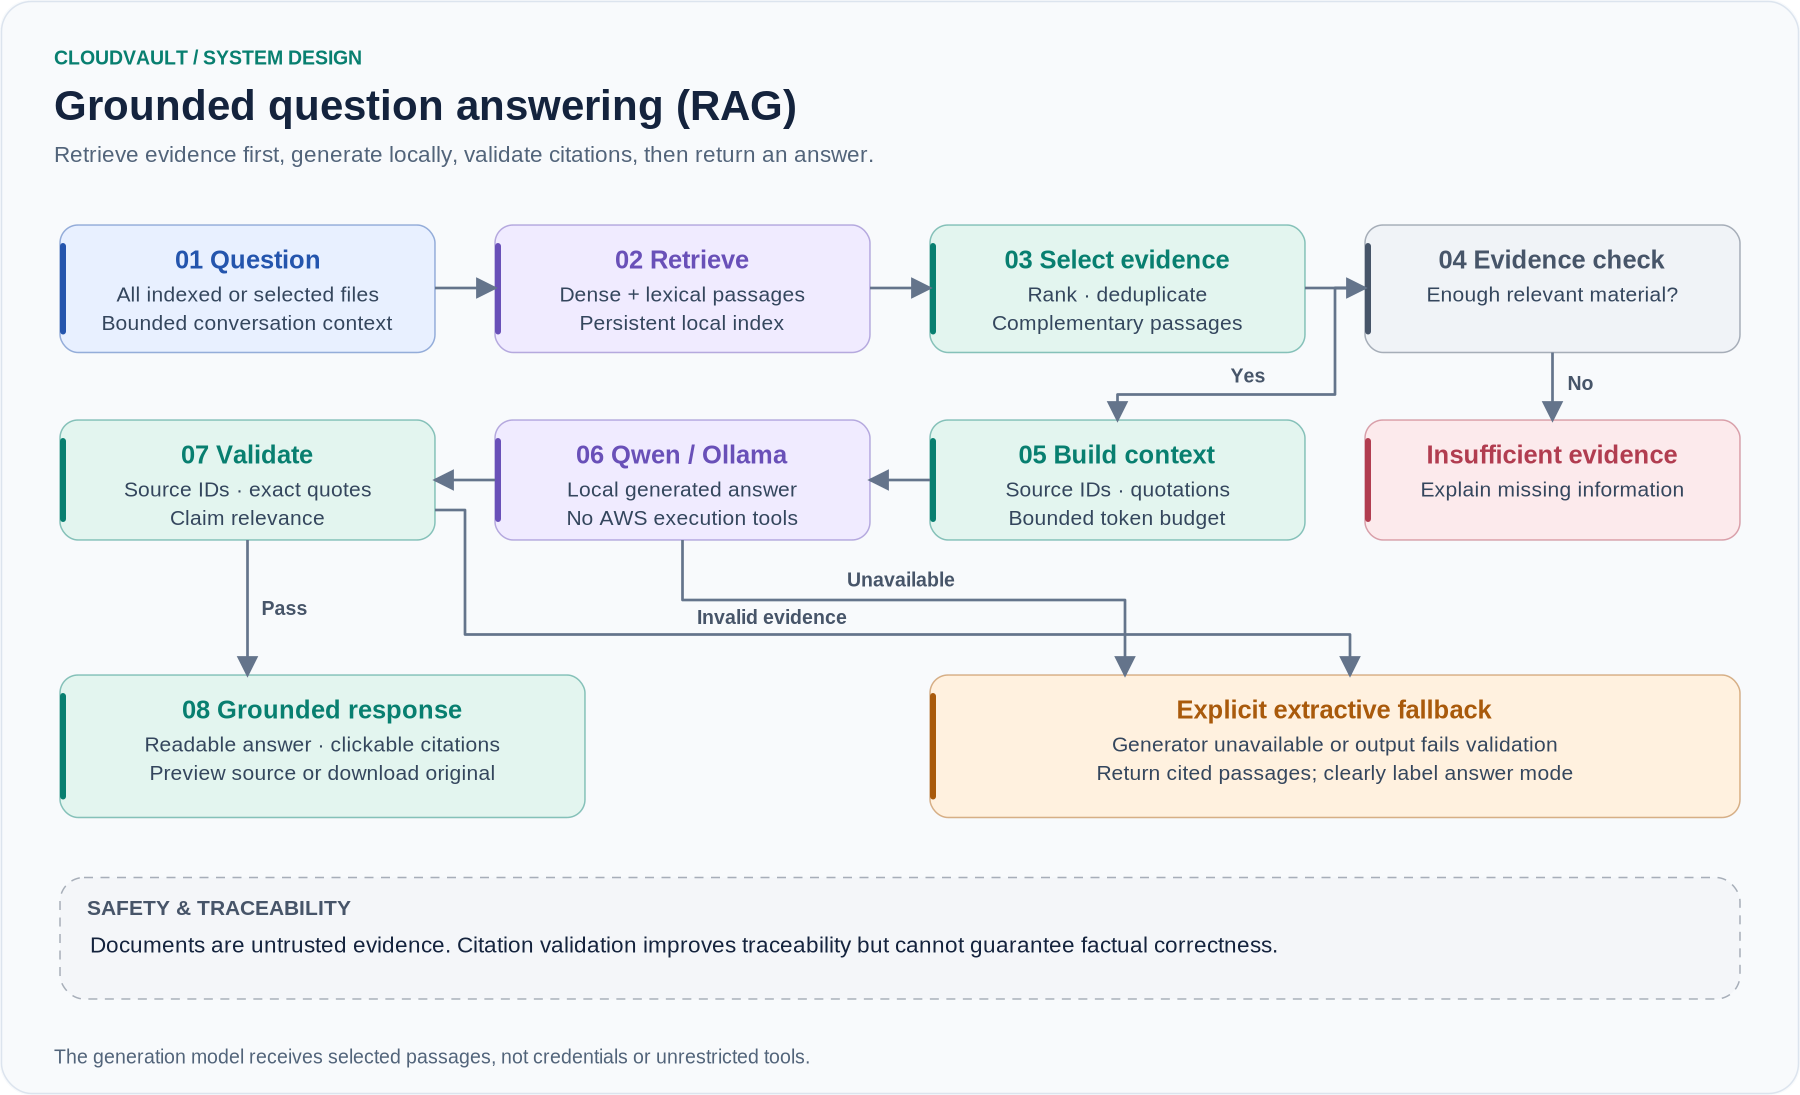 CLOUDVAULT / SYSTEM DESIGN
Grounded question answering (RAG)
Retrieve evidence first, generate locally, validate citations, then return an answer.
01 Question
All indexed or selected files
Bounded conversation context
02 Retrieve
Dense + lexical passages
Persistent local index
03 Select evidence
Rank · deduplicate
Complementary passages
04 Evidence check
Enough relevant material?
Yes
No
07 Validate
Source IDs · exact quotes
Claim relevance
06 Qwen / Ollama
Local generated answer
No AWS execution tools
05 Build context
Source IDs · quotations
Bounded token budget
Insufficient evidence
Explain missing information
Unavailable
Pass
Invalid evidence
08 Grounded response
Readable answer · clickable citations
Preview source or download original
Explicit extractive fallback
Generator unavailable or output fails validation
Return cited passages; clearly label answer mode
SAFETY & TRACEABILITY
Documents are untrusted evidence. Citation validation improves traceability but cannot guarantee factual correctness.
The generation model receives selected passages, not credentials or unrestricted tools.